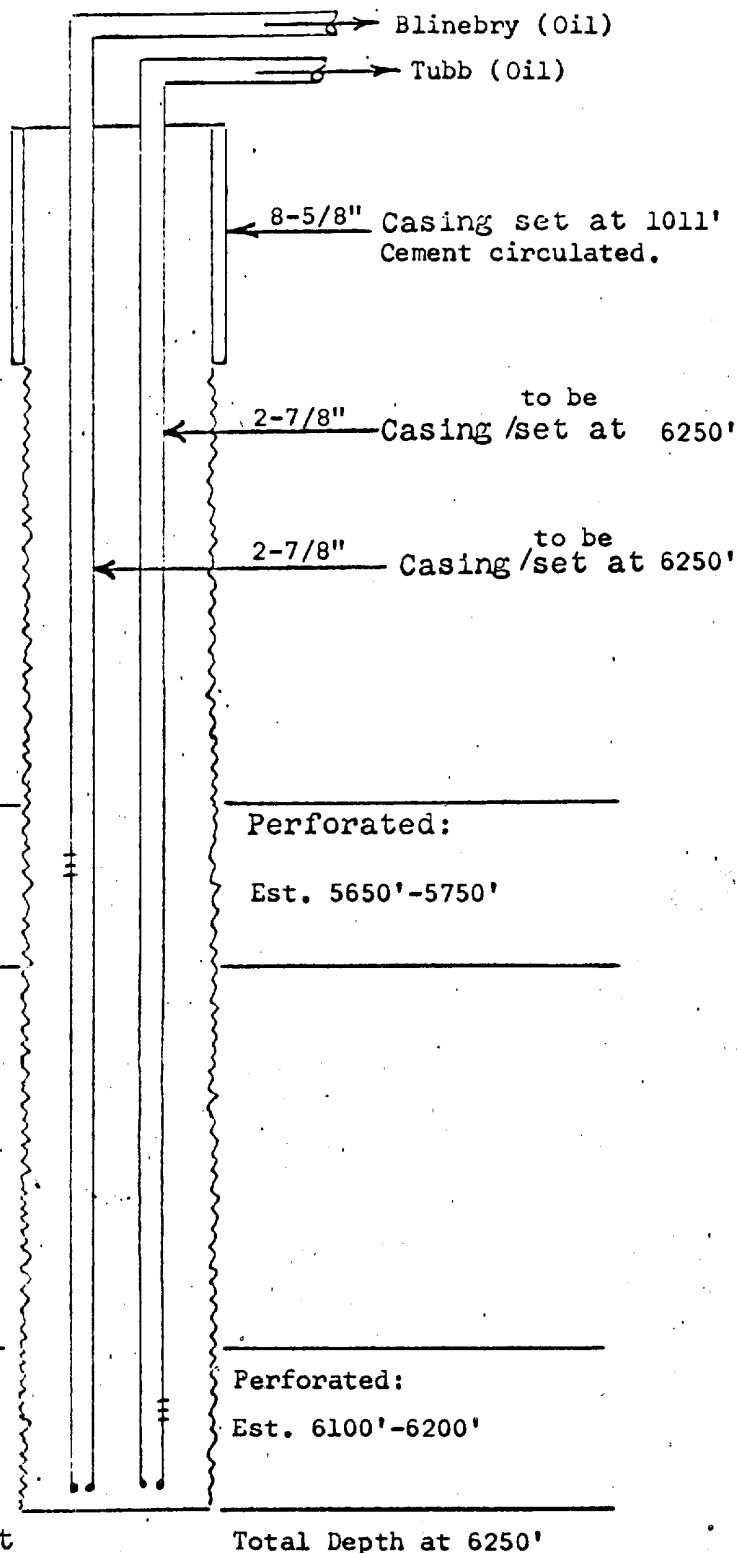 Blinebry (Oil)
Tubb (Oil)
8-5/8" Casing set at 1011'
Cement circulated.
to be
2-7/8" Casing /set at 6250'
to be
2-7/8" Casing /set at 6250'
Perforated:
Est. 5650'-5750'
Perforated:
Est. 6100'-6200'
t Total Depth at 6250'